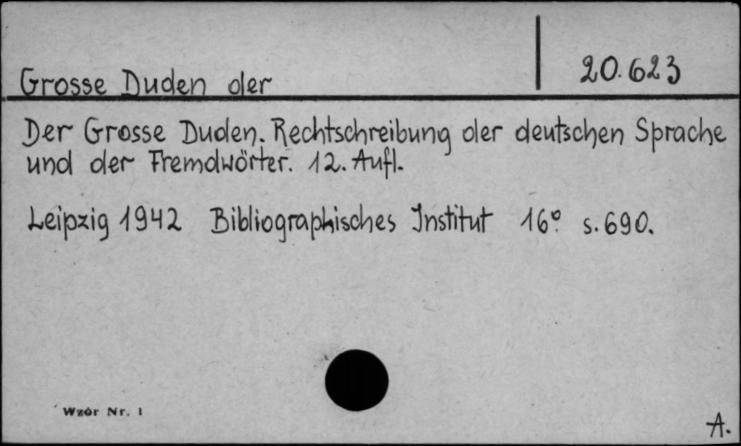 Grosse Duden der
20.623
Der Grosse Duden. Rechtschreibung der deutschen Sprache
und der Fremdwörter. 12. Aufl.
Leipzig 1942 Bibliographisches Institut 16° s. 690.
Wzór Nr. 1
A.